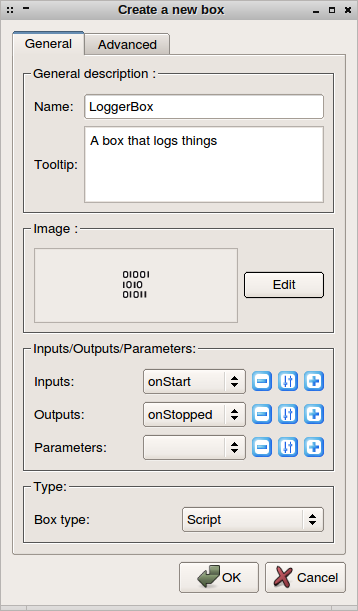 Create a new box
General
Advanced
General description :
Name:
LoggerBox
Tooltip:
A box that logs things
Image :
01001
1010
01011
Edit
Inputs/Outputs/Parameters:
Inputs:
onStart
Outputs:
onStopped
Parameters:
Type:
Box type:
Script
OK
Cancel